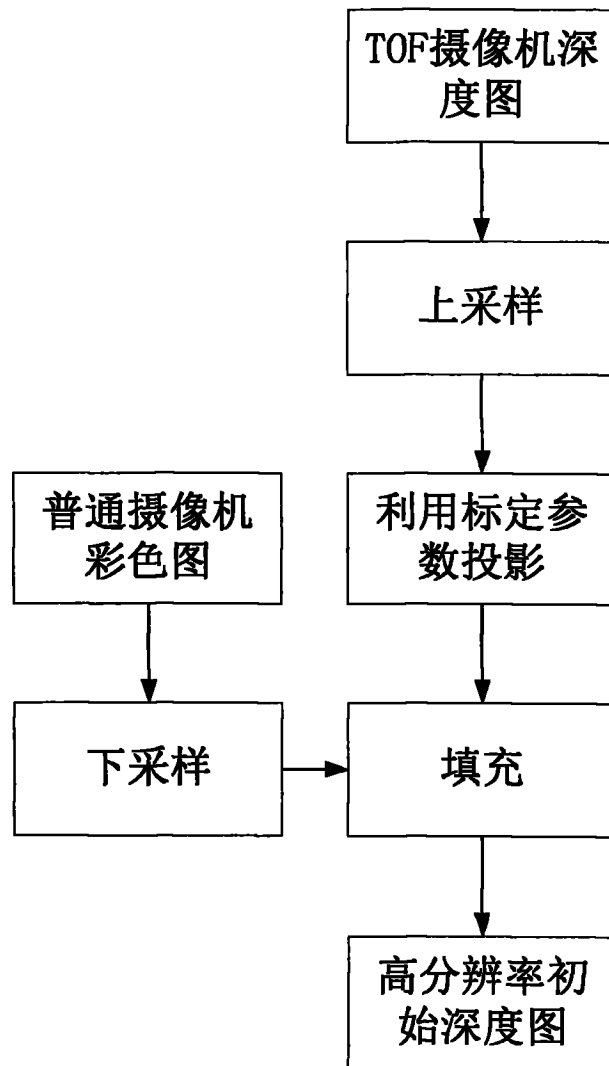 TOF摄像机深
度图
上采样
普通摄像机
彩色图
利用标定参
数投影
下采样
填充
高分辨率初
始深度图